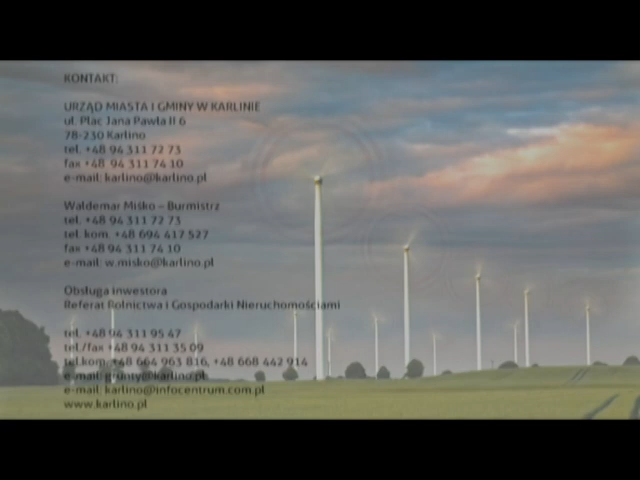 KONTAKT:
URZĄD MIASTA I GMINY W KARLINIE
ul. Plac Jana Pawła II 6
78-230 Karlino
tel. +48 94 311 72 73
fax +48 94 311 74 10
e-mail: karlino@karlino.pl
Waldemar Miśko – Burmistrz
tel. +48 94 311 72 73
tel. kom. +48 694 417 527
fax +48 94 311 74 10
e-mail: w.misko@karlino.pl
Obsługa inwestora
Referat Rolnictwa i Gospodarki Nieruchomościami
tel. +48 94 311 95 47
tel./fax +48 94 311 35 09
tel.kom. +48 664 963 816, +48 668 442 914
e-mail: grunty@karlino.pl
e-mail: karlino@infocentrum.com.pl
www.karlino.pl